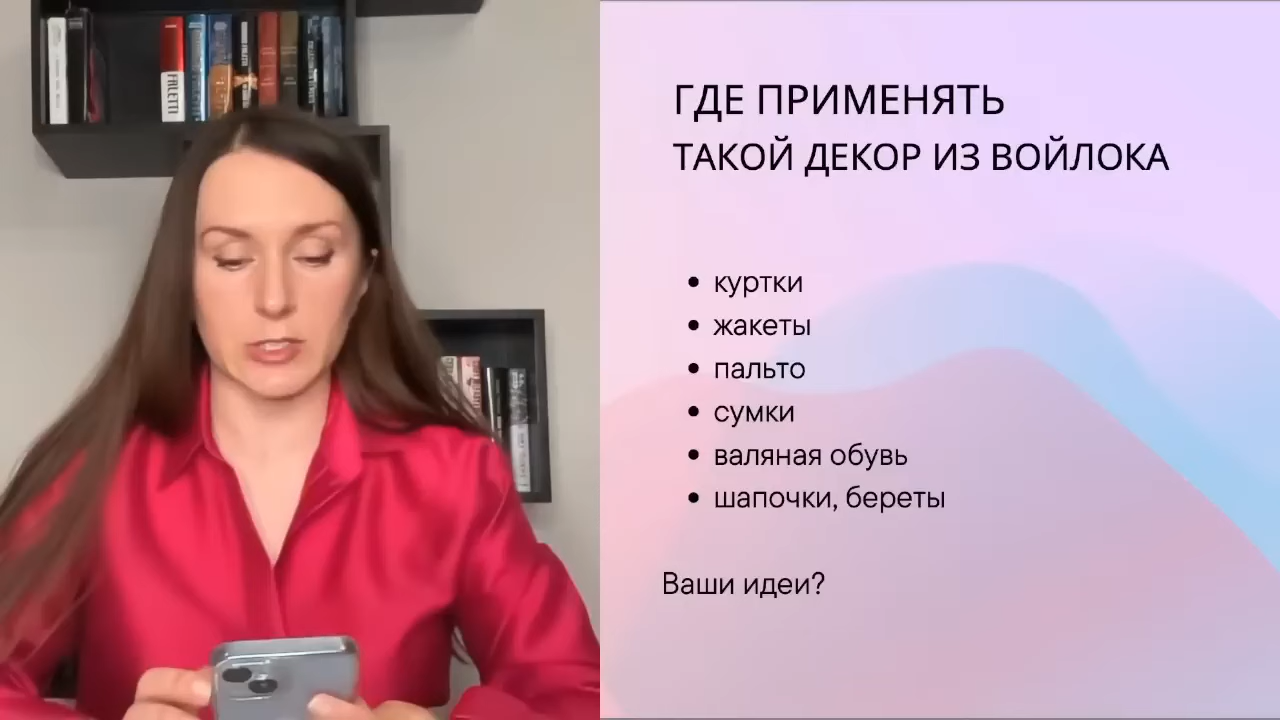 FALETTI
ГДЕ ПРИМЕНЯТЬ
ТАКОЙ ДЕКОР ИЗ ВОЙЛОКА
• куртки
• жакеты
• пальто
• сумки
• валяная обувь
• шапочки, береты
Ваши идеи?